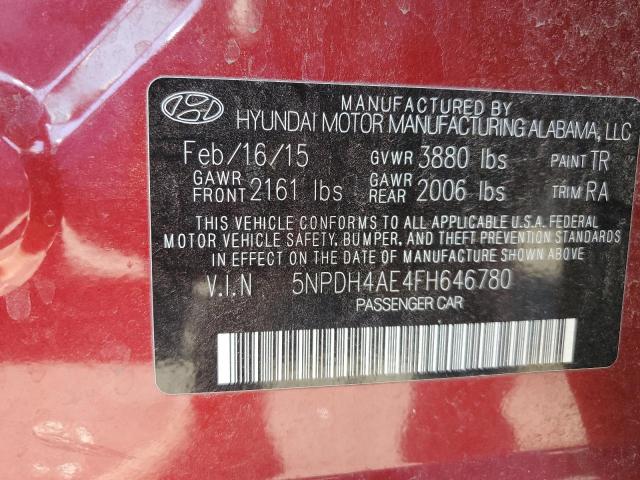 MANUFACTURED BY
HYUNDAI MOTOR MANUFACTURING ALABAMA, LLC
Feb/16/15 GVWR 3880 lbs PAINT TR
GAWR FRONT 2161 lbs GAWR REAR 2006 lbs TRIM RA
THIS VEHICLE CONFORMS TO ALL APPLICABLE U.S.A. FEDERAL
MOTOR VEHICLE SAFETY, BUMPER, AND THEFT PREVENTION STANDARDS
IN EFFECT ON THE DATE OF MANUFACTURE SHOWN ABOVE
V.I.N 5NPDH4AE4FH646780
PASSENGER CAR